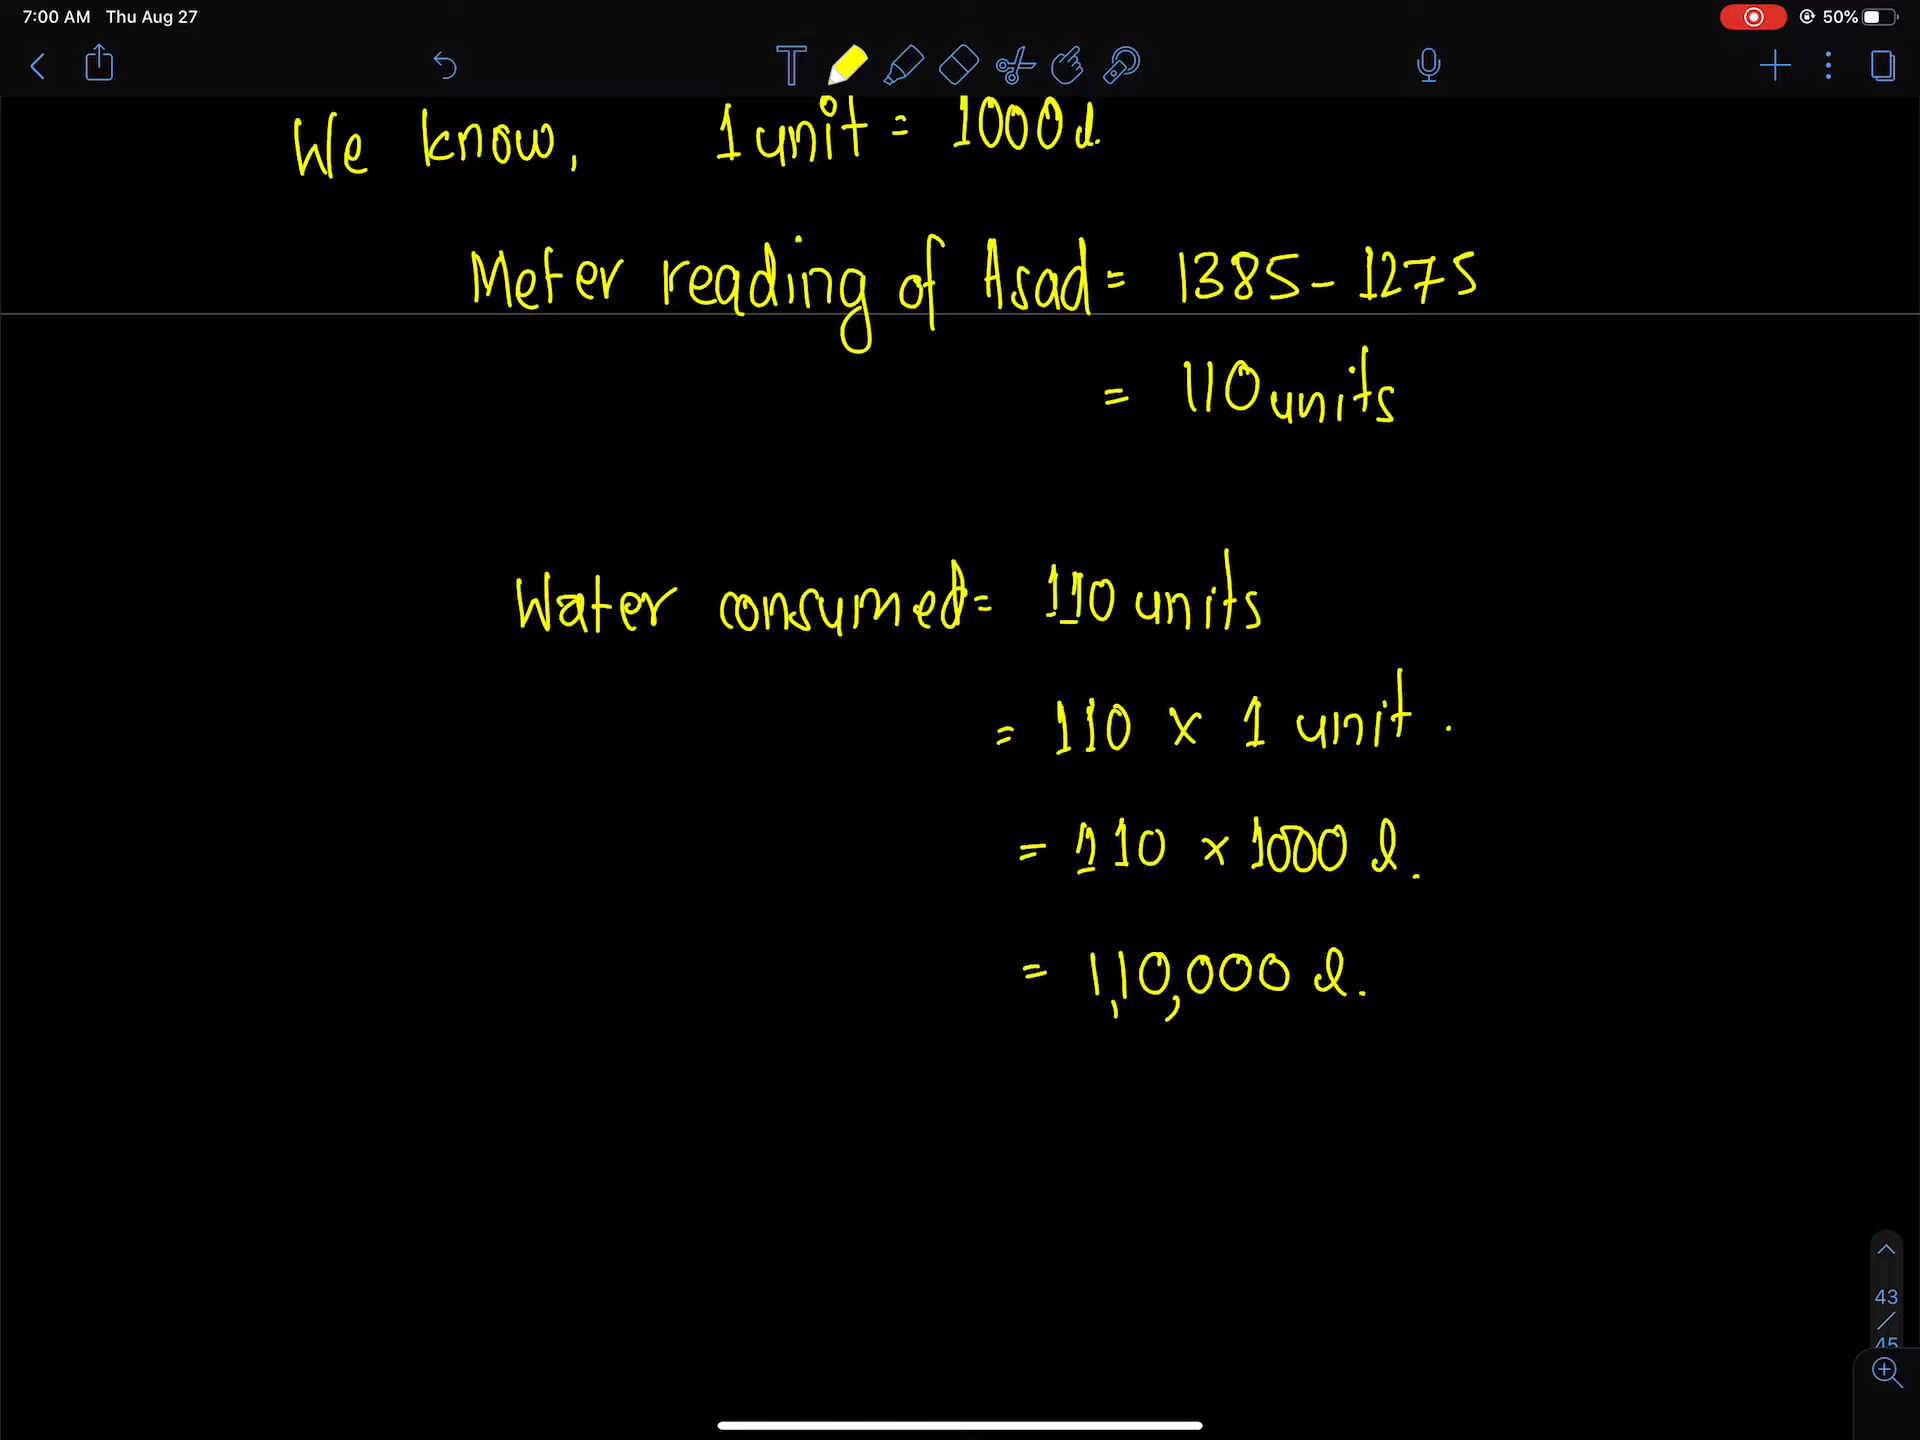 7:00 AM Thu Aug 27
50%
T
We know, 1 unit = 1000 l.
Meter reading of Asad = 1385 - 1275
= 110 units
Water consumed = 110 units
= 110 x 1 unit .
= 110 x 1000 l.
= 1,10,000 l.
43
/
45